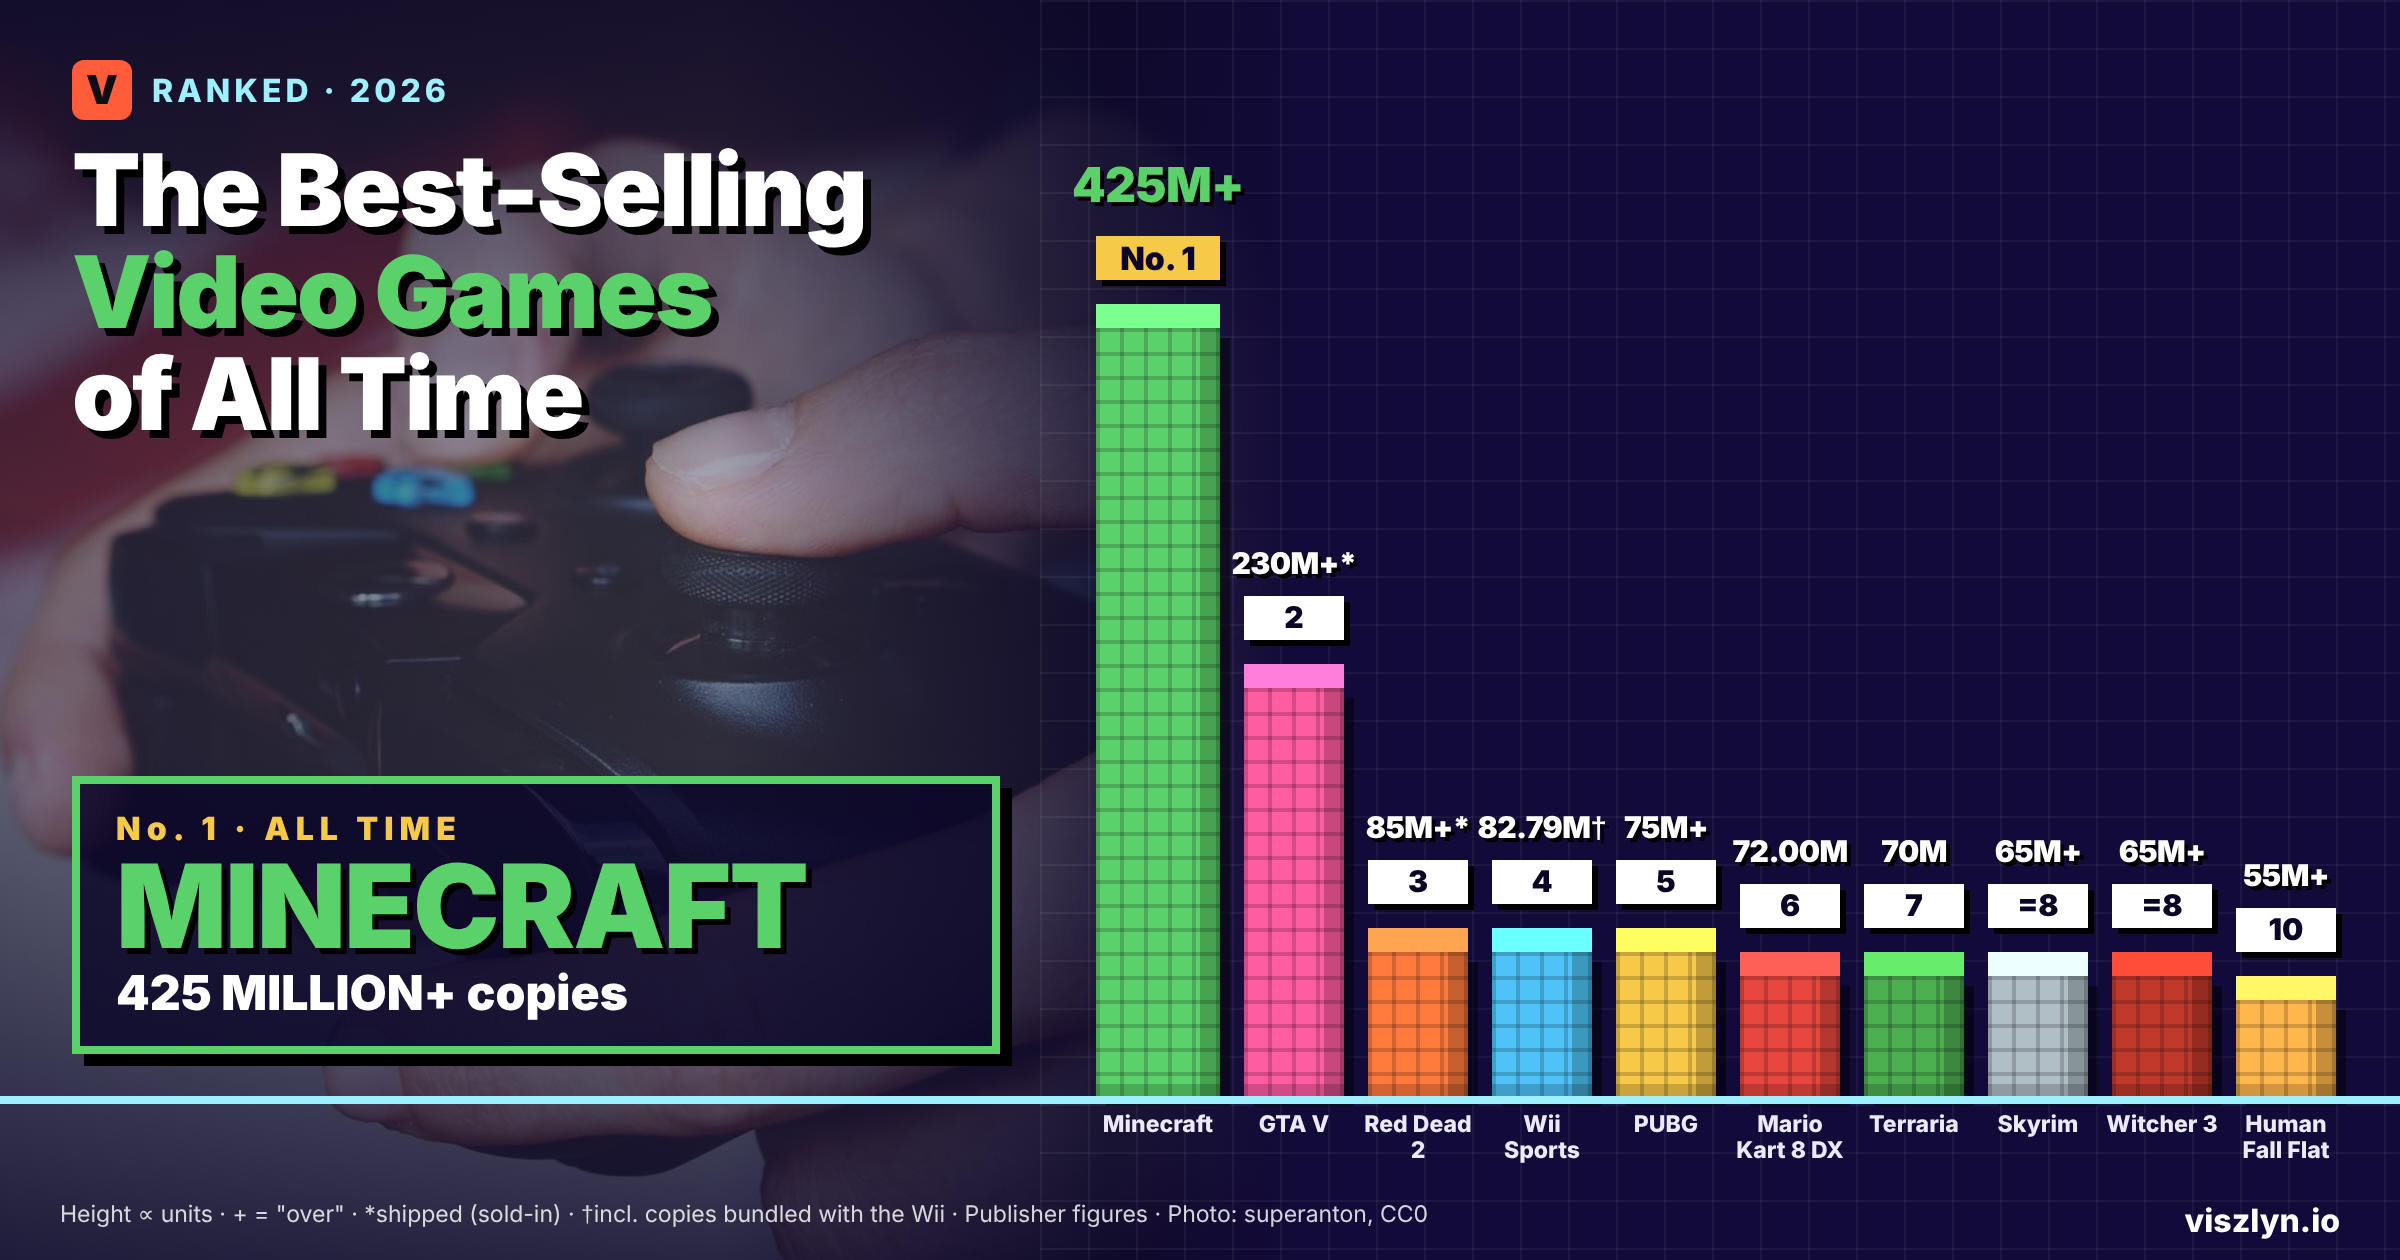 V RANKED · 2026
The Best-Selling
Video Games
of All Time
No. 1 · ALL TIME
MINECRAFT
425 MILLION+ copies
425M+
No. 1
230M+*
2
85M+* 82.79M† 75M+
72.00M 70M 65M+ 65M+
55M+
3 4 5
6 7 =8 =8
10
Minecraft GTA V Red Dead Wii PUBG Mario Terraria Skyrim Witcher 3 Human
2 Sports Kart 8 DX Fall Flat
Height ∝ units · + = "over" · *shipped (sold-in) · †incl. copies bundled with the Wii · Publisher figures · Photo: superanton, CC0
viszlyn.io